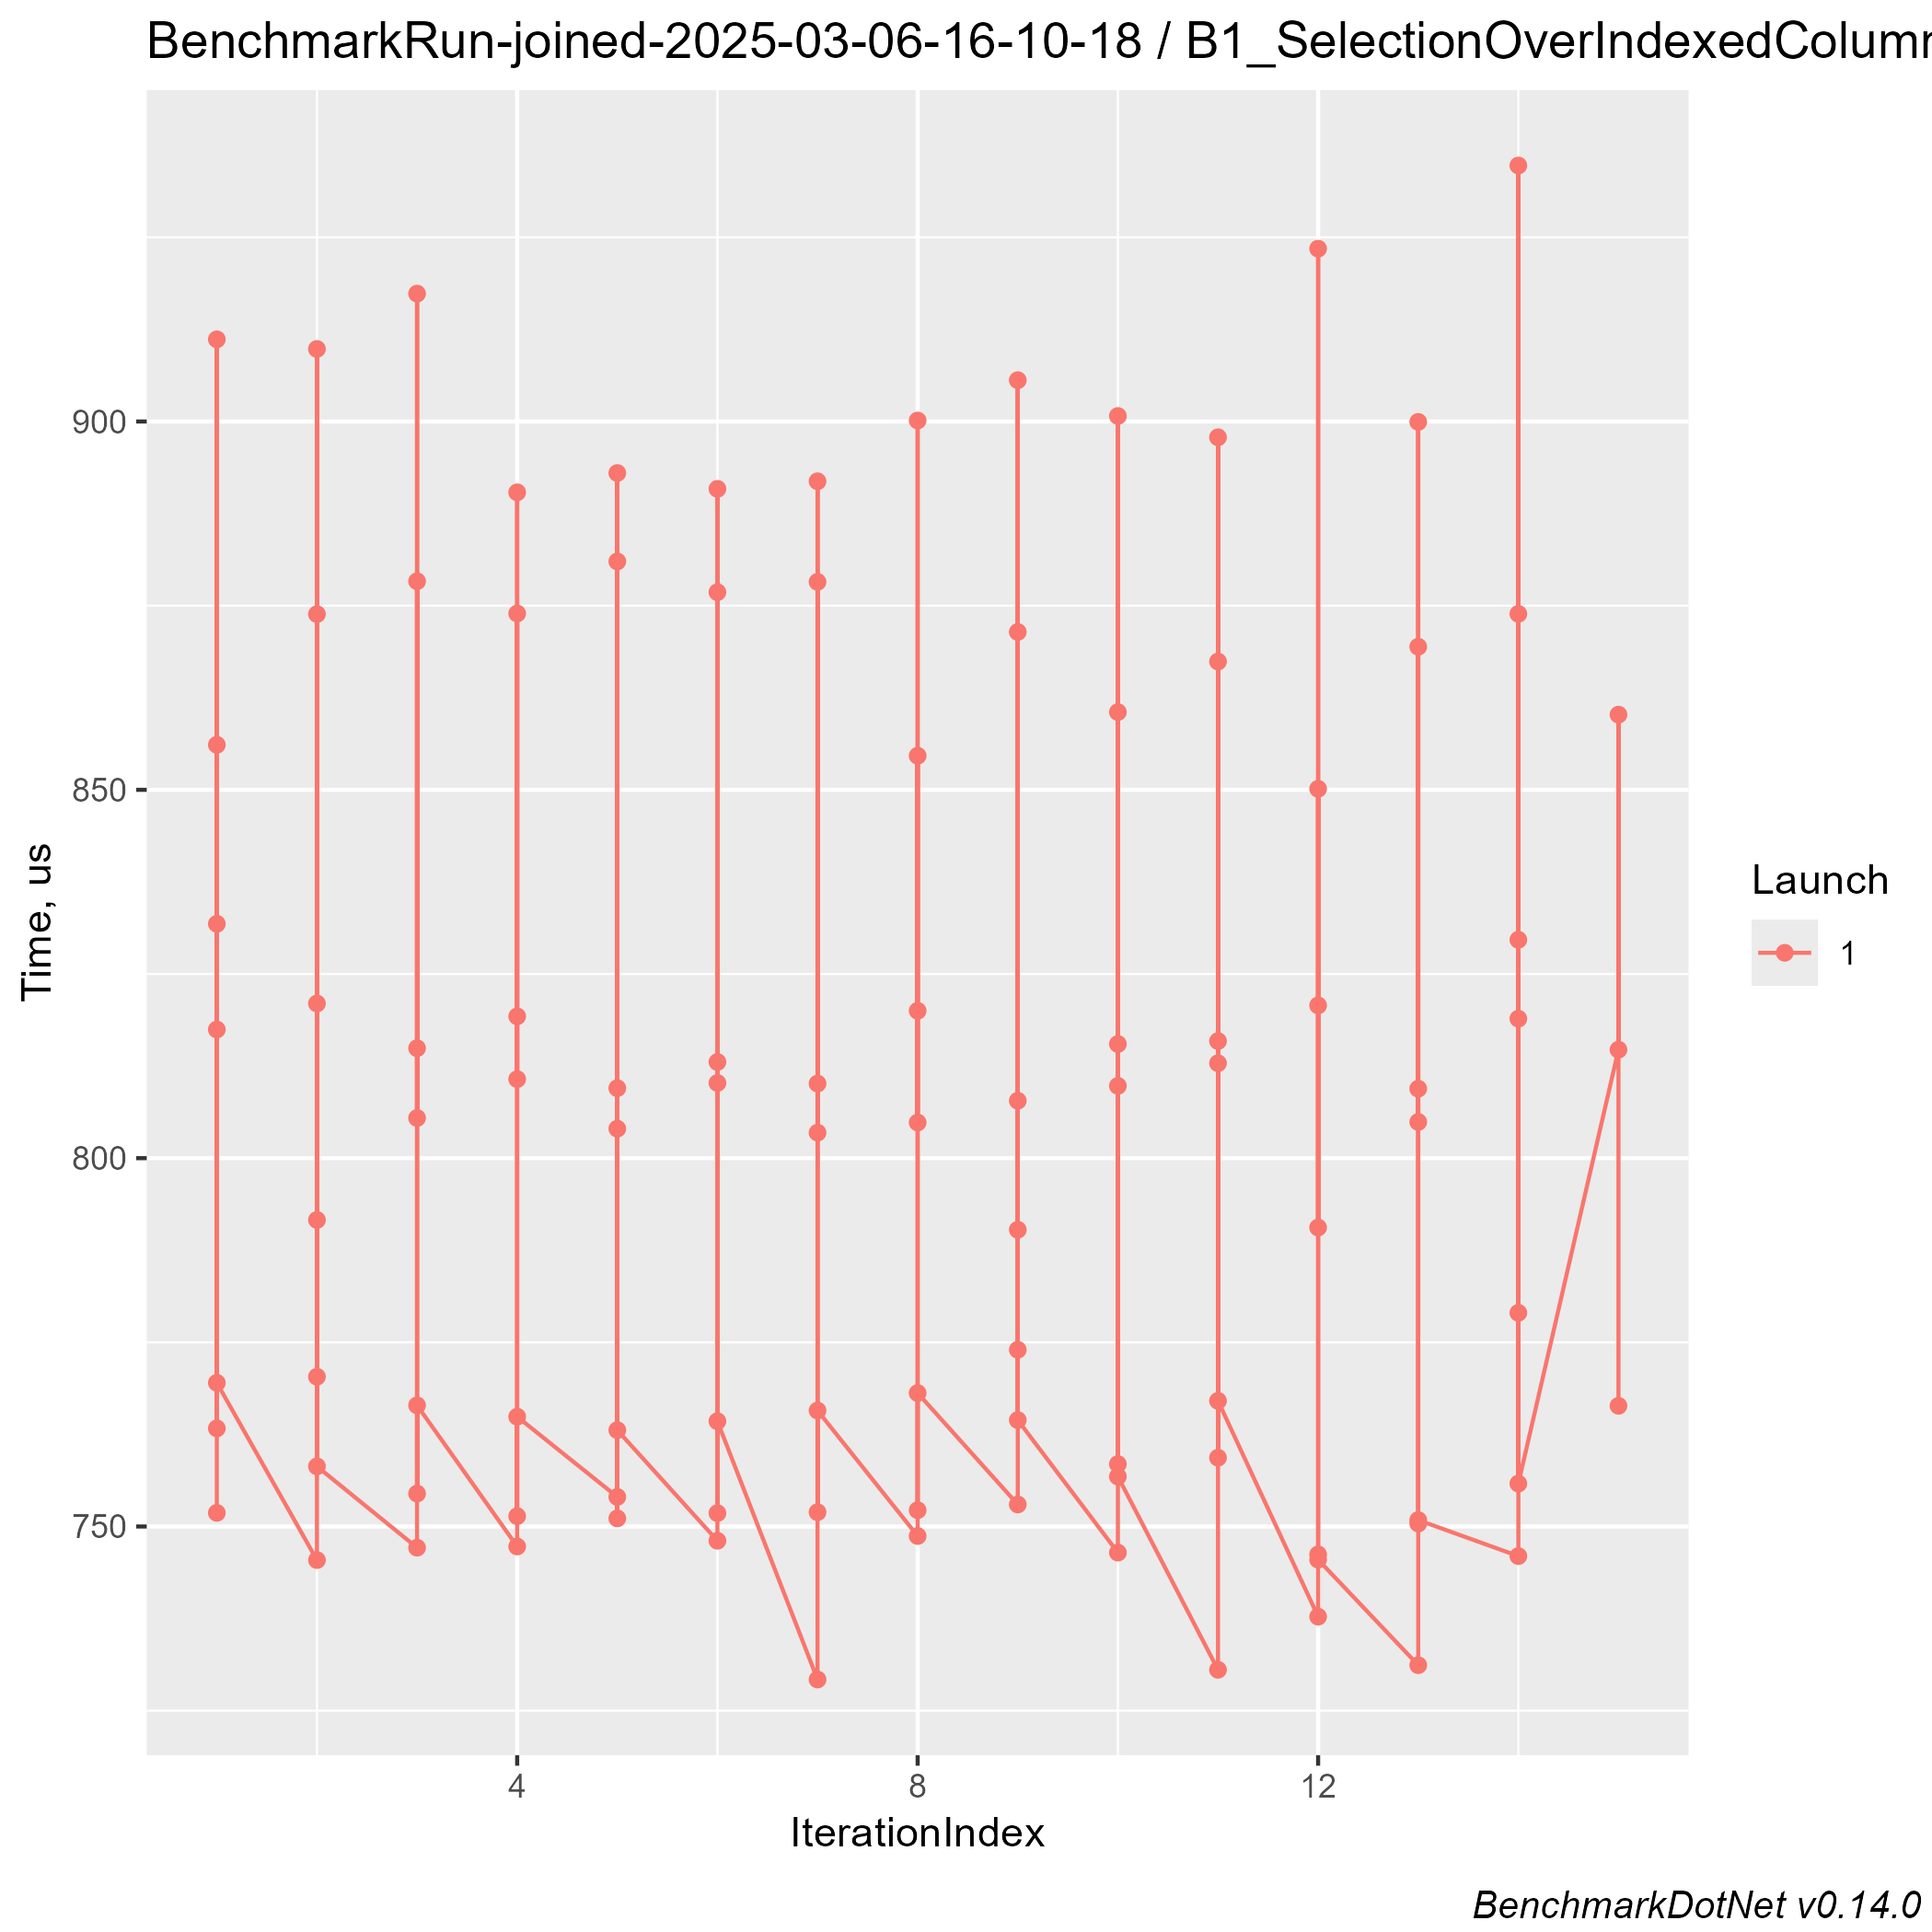 BenchmarkRun-joined-2025-03-06-16-10-18 / B1_SelectionOverIndexedColumn
900
850
800
750
Time, us
4
8
12
IterationIndex
Launch
1
BenchmarkDotNet v0.14.0